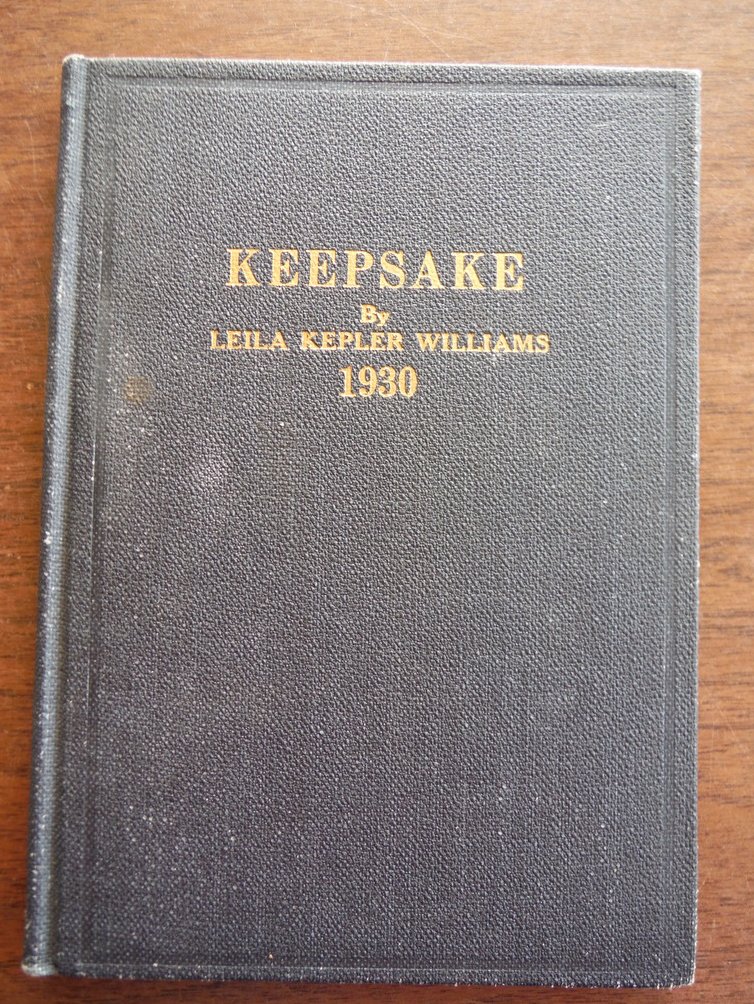 KEEPSAKE
By
LEILA KEPLER WILLIAMS
1930